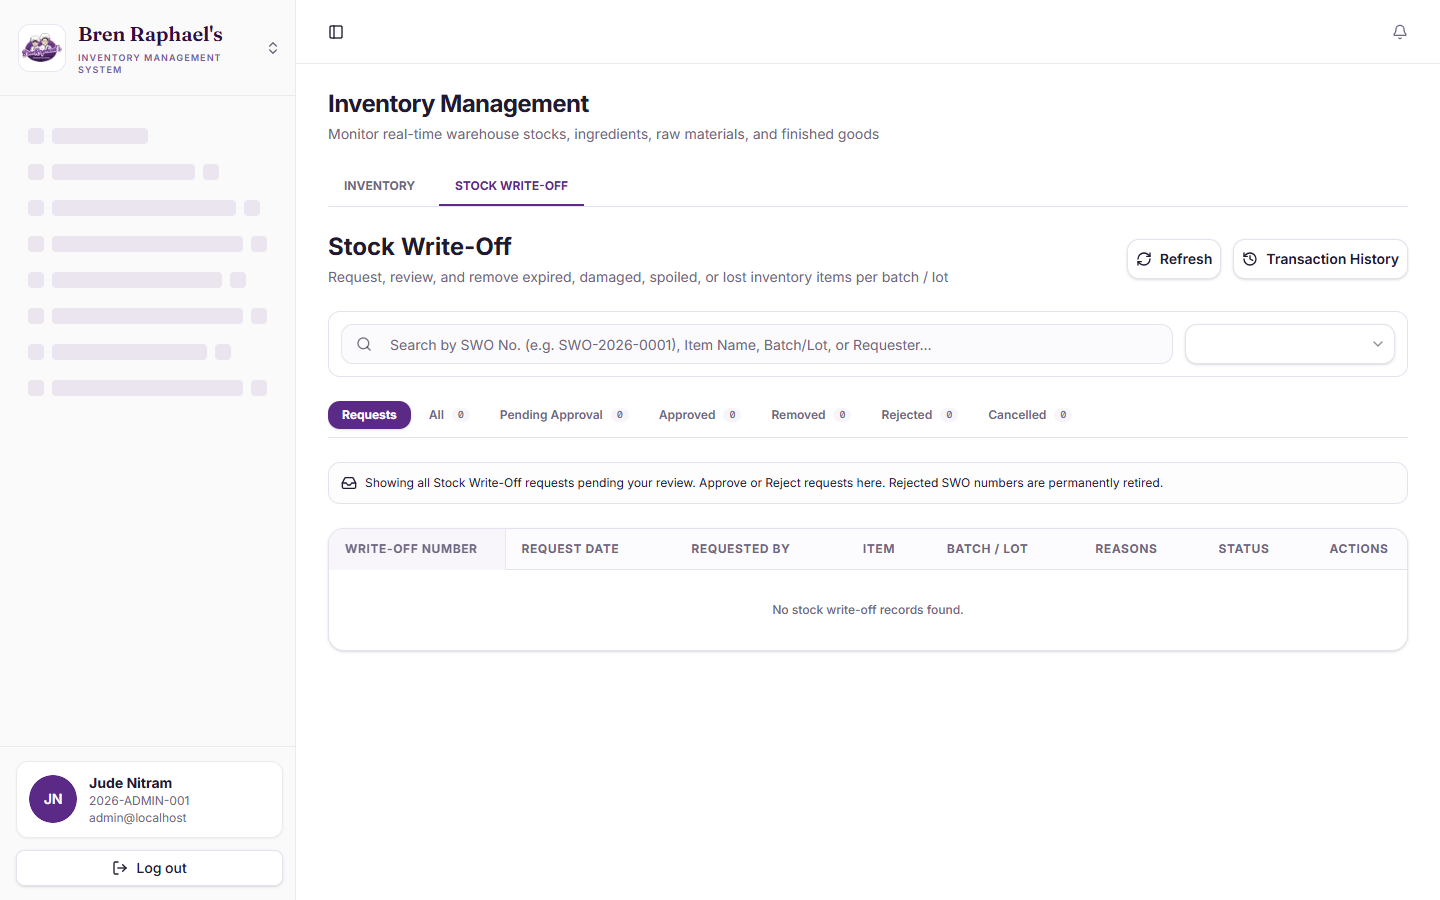 Bren Raphael's
INVENTORY MANAGEMENT
SYSTEM
Inventory Management
Monitor real-time warehouse stocks, ingredients, raw materials, and finished goods
INVENTORY
STOCK WRITE-OFF
Stock Write-Off
Request, review, and remove expired, damaged, spoiled, or lost inventory items per batch / lot
Refresh
Transaction History
Search by SWO No. (e.g. SWO-2026-0001), Item Name, Batch/Lot, or Requester...
Requests
All 0
Pending Approval 0
Approved 0
Removed 0
Rejected 0
Cancelled 0
Showing all Stock Write-Off requests pending your review. Approve or Reject requests here. Rejected SWO numbers are permanently retired.
WRITE-OFF NUMBER REQUEST DATE REQUESTED BY ITEM BATCH / LOT REASONS STATUS ACTIONS
No stock write-off records found.
JN
Jude Nitram
2026-ADMIN-001
admin@localhost
Log out